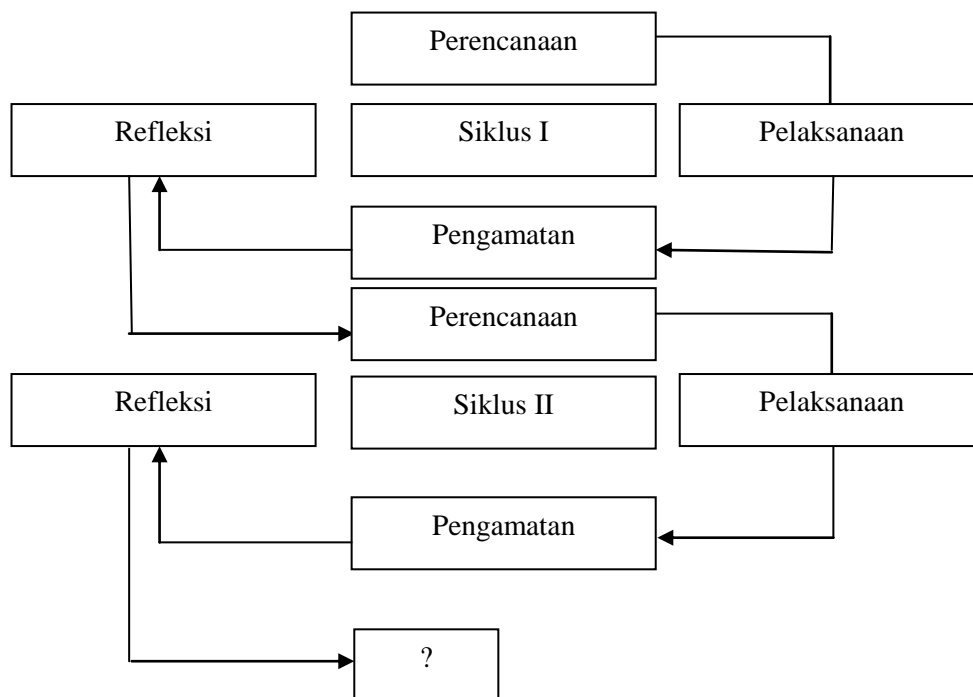 Perencanaan
Refleksi
Siklus I
Pelaksanaan
Pengamatan
Perencanaan
Refleksi
Siklus II
Pelaksanaan
Pengamatan
?